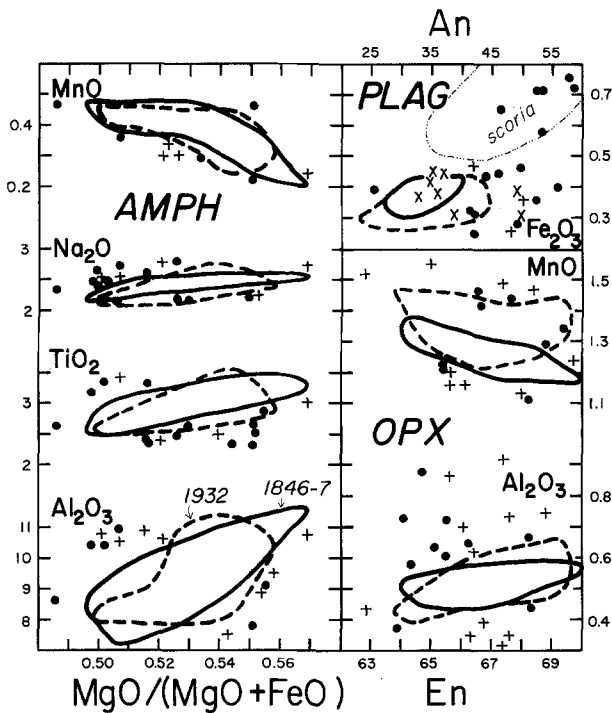 An
25 35 45 55
MnO
0.4
0.2
AMPH
Na₂O
3
2
TiO₂
3
2
Al₂O₃
1932
1846-7
11
10
9
8
0.50 0.52 0.54 0.56
MgO/(MgO+FeO)
PLAG
scoria
0.7
0.5
0.3
Fe₂O₃
MnO
1.5
1.3
1.1
OPX
Al₂O₃
0.8
0.6
0.4
63 65 67 69
En